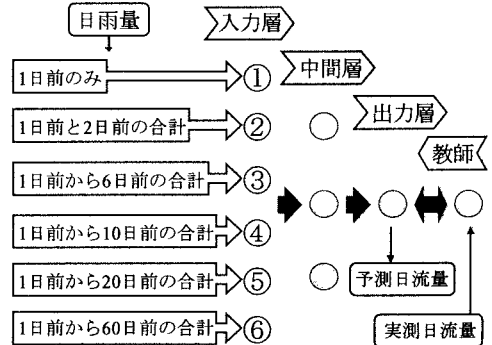 日雨量
入力層
1日前のみ
①
中間層
1日前と2日前の合計
②
出力層
教師
1日前から6日前の合計
③
1日前から10日前の合計
④
1日前から20日前の合計
⑤
予測日流量
1日前から60日前の合計
⑥
実測日流量